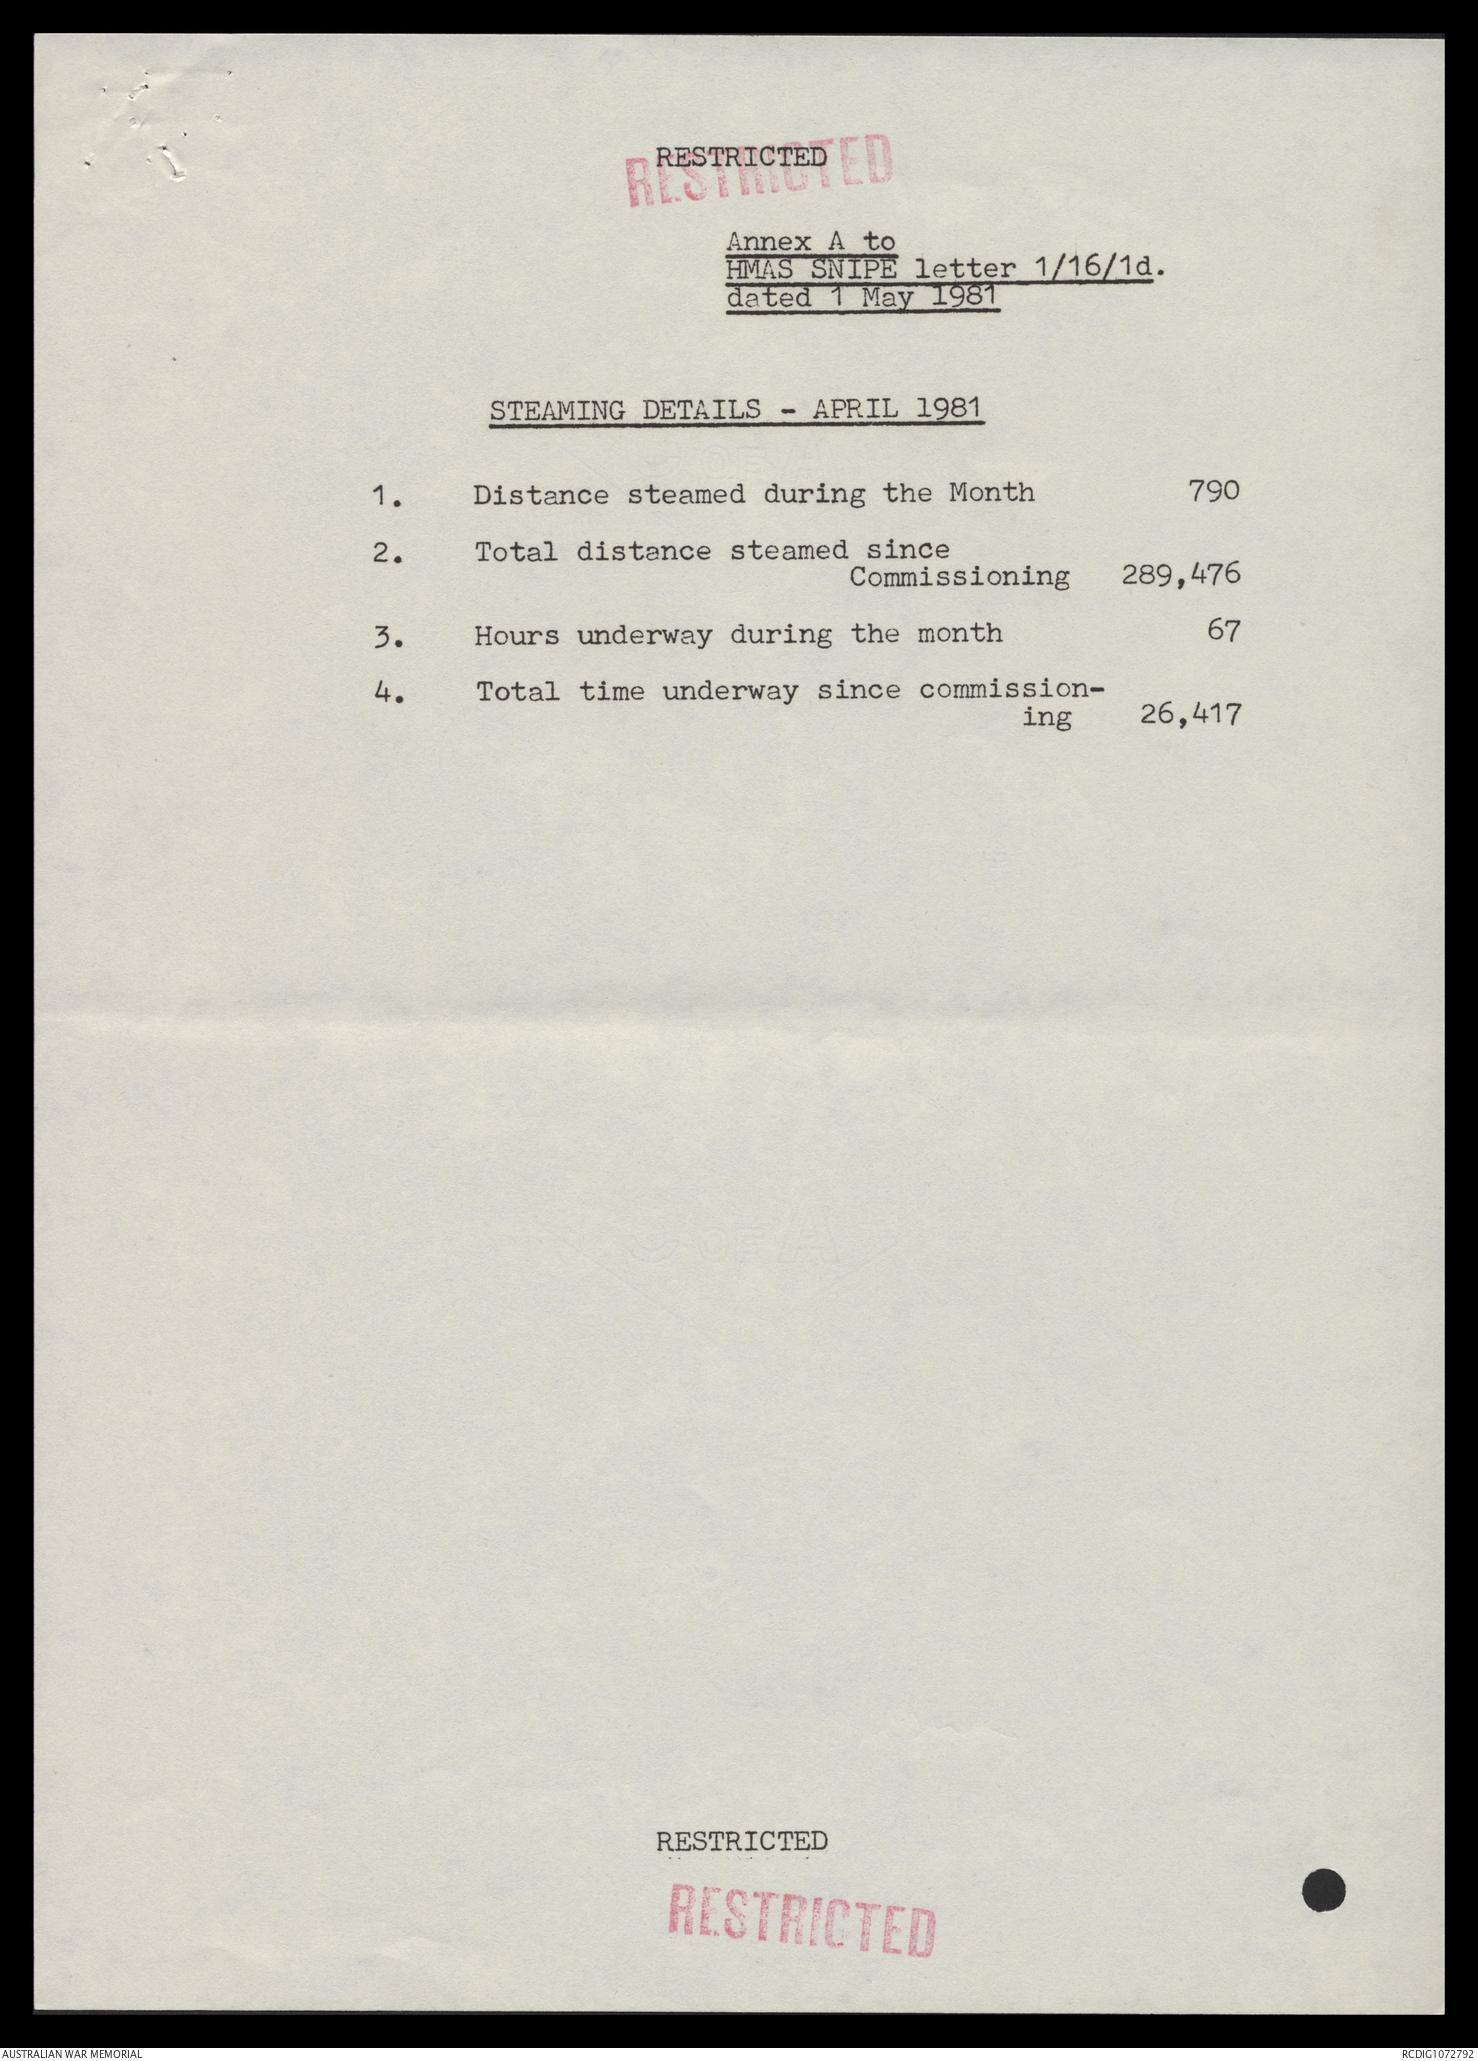 RESTRICTED
RESTRICTED
Annex A to
HMAS SNIPE letter 1/16/1d.
dated 1 May 1981
STEAMING DETAILS - APRIL 1981
1. Distance steamed during the Month 790
2. Total distance steamed since
Commissioning 289,476
3. Hours underway during the month 67
4. Total time underway since commission-
ing 26,417
RESTRICTED
RESTRICTED
AUSTRALIAN WAR MEMORIAL
RCDIG1072792